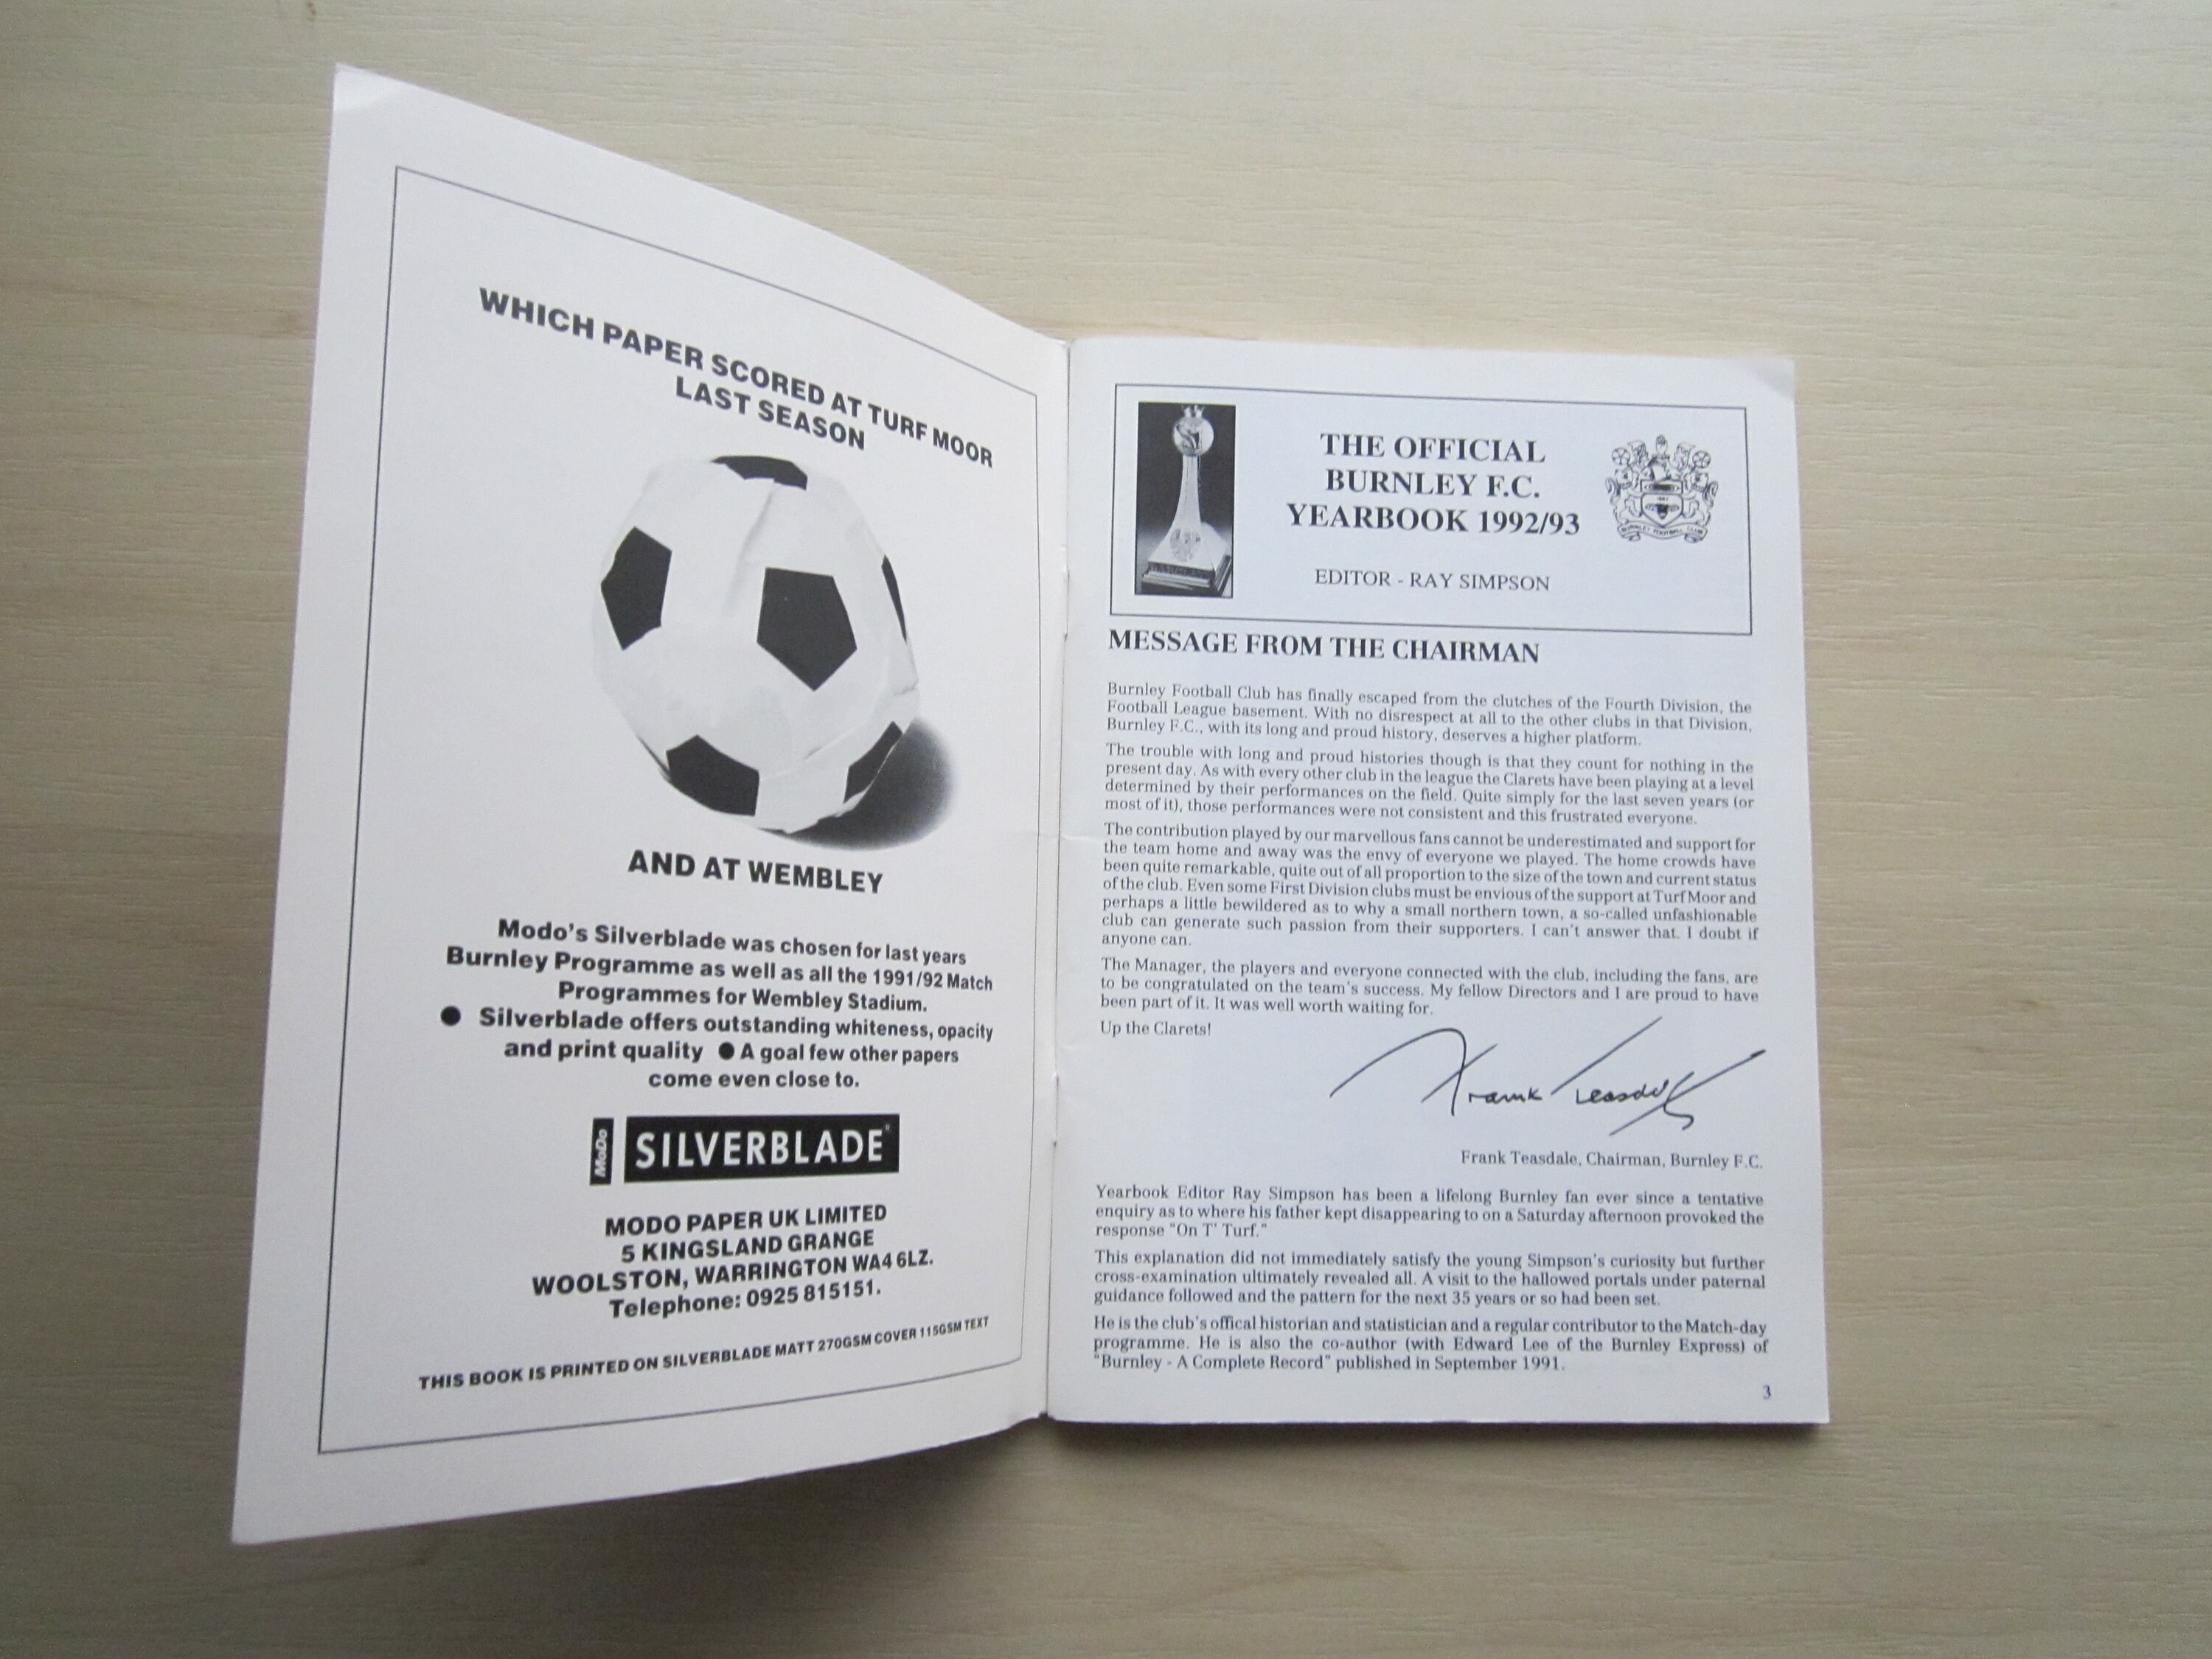 WHICH PAPER SCORED AT TURF MOOR
LAST SEASON
AND AT WEMBLEY
Modo's Silverblade was chosen for last years
Burnley Programme as well as all the 1991/92 Match
Programmes for Wembley Stadium.
● Silverblade offers outstanding whiteness, opacity
and print quality ● A goal few other papers
come even close to.
MoDo
SILVERBLADE®
MODO PAPER UK LIMITED
5 KINGSLAND GRANGE
WOOLSTON, WARRINGTON WA4 6LZ.
Telephone: 0925 815151.
THIS BOOK IS PRINTED ON SILVERBLADE MATT 270GSM COVER 115GSM TEXT
THE OFFICIAL
BURNLEY F.C.
YEARBOOK 1992/93
EDITOR - RAY SIMPSON
BURNLEY FOOTBALL CLUB
MESSAGE FROM THE CHAIRMAN
Burnley Football Club has finally escaped from the clutches of the Fourth Division, the
Football League basement. With no disrespect at all to the other clubs in that Division,
Burnley F.C., with its long and proud history, deserves a higher platform.
The trouble with long and proud histories though is that they count for nothing in the
present day. As with every other club in the league the Clarets have been playing at a level
determined by their performances on the field. Quite simply for the last seven years (or
most of it), those performances were not consistent and this frustrated everyone.
The contribution played by our marvellous fans cannot be underestimated and support for
the team home and away was the envy of everyone we played. The home crowds have
been quite remarkable, quite out of all proportion to the size of the town and current status
of the club. Even some First Division clubs must be envious of the support at Turf Moor and
perhaps a little bewildered as to why a small northern town, a so-called unfashionable
club can generate such passion from their supporters. I can't answer that. I doubt if
anyone can.
The Manager, the players and everyone connected with the club, including the fans, are
to be congratulated on the team's success. My fellow Directors and I are proud to have
been part of it. It was well worth waiting for.
Up the Clarets!
Frank Teasdale
Frank Teasdale, Chairman, Burnley F.C.
Yearbook Editor Ray Simpson has been a lifelong Burnley fan ever since a tentative
enquiry as to where his father kept disappearing to on a Saturday afternoon provoked the
response "On T' Turf."
This explanation did not immediately satisfy the young Simpson's curiosity but further
cross-examination ultimately revealed all. A visit to the hallowed portals under paternal
guidance followed and the pattern for the next 35 years or so had been set.
He is the club's offical historian and statistician and a regular contributor to the Match-day
programme. He is also the co-author (with Edward Lee of the Burnley Express) of
"Burnley - A Complete Record" published in September 1991.
3